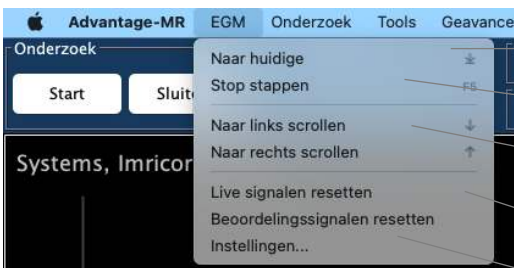 Advantage-MR EGM Onderzoek Tools Geavance
Onderzoek
Start Sluit
Naar huidige
Stop stappen F5
Naar links scrollen
Naar rechts scrollen
Systems, Imricor
Live signalen resetten
Beoordelingssignalen resetten
Instellingen...